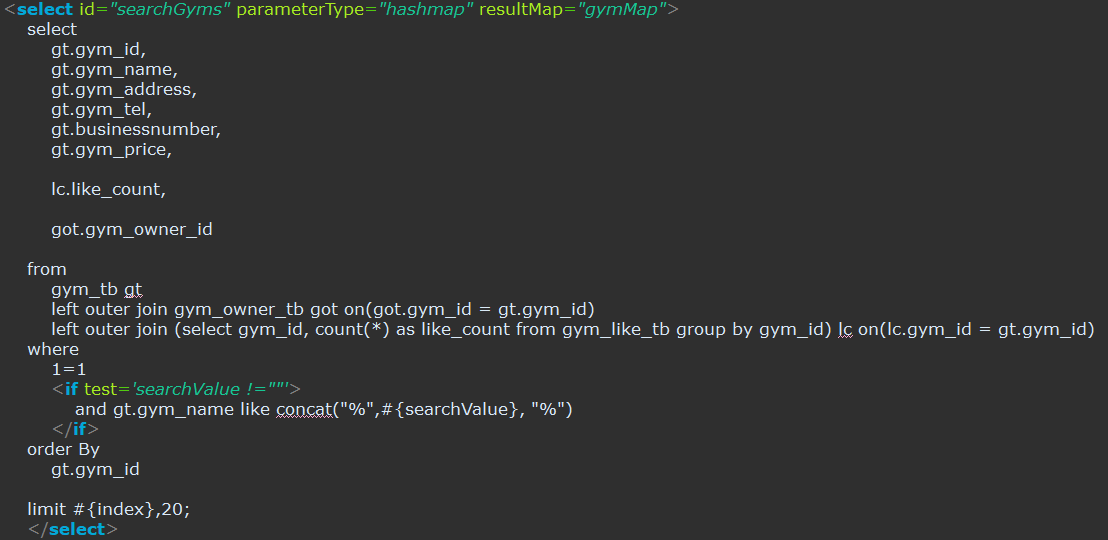 <select id="searchGyms" parameterType="hashmap" resultMap="gymMap">
select
gt.gym_id,
gt.gym_name,
gt.gym_address,
gt.gym_tel,
gt.businessnumber,
gt.gym_price,
lc.like_count,
got.gym_owner_id
from
gym_tb gt
left outer join gym_owner_tb got on(got.gym_id = gt.gym_id)
left outer join (select gym_id, count(*) as like_count from gym_like_tb group by gym_id) lc on(lc.gym_id = gt.gym_id)
where
1=1
<if test='searchValue !=""'>
and gt.gym_name like concat("%",#{searchValue}, "%")
</if>
order By
gt.gym_id
limit #{index},20;
</select>